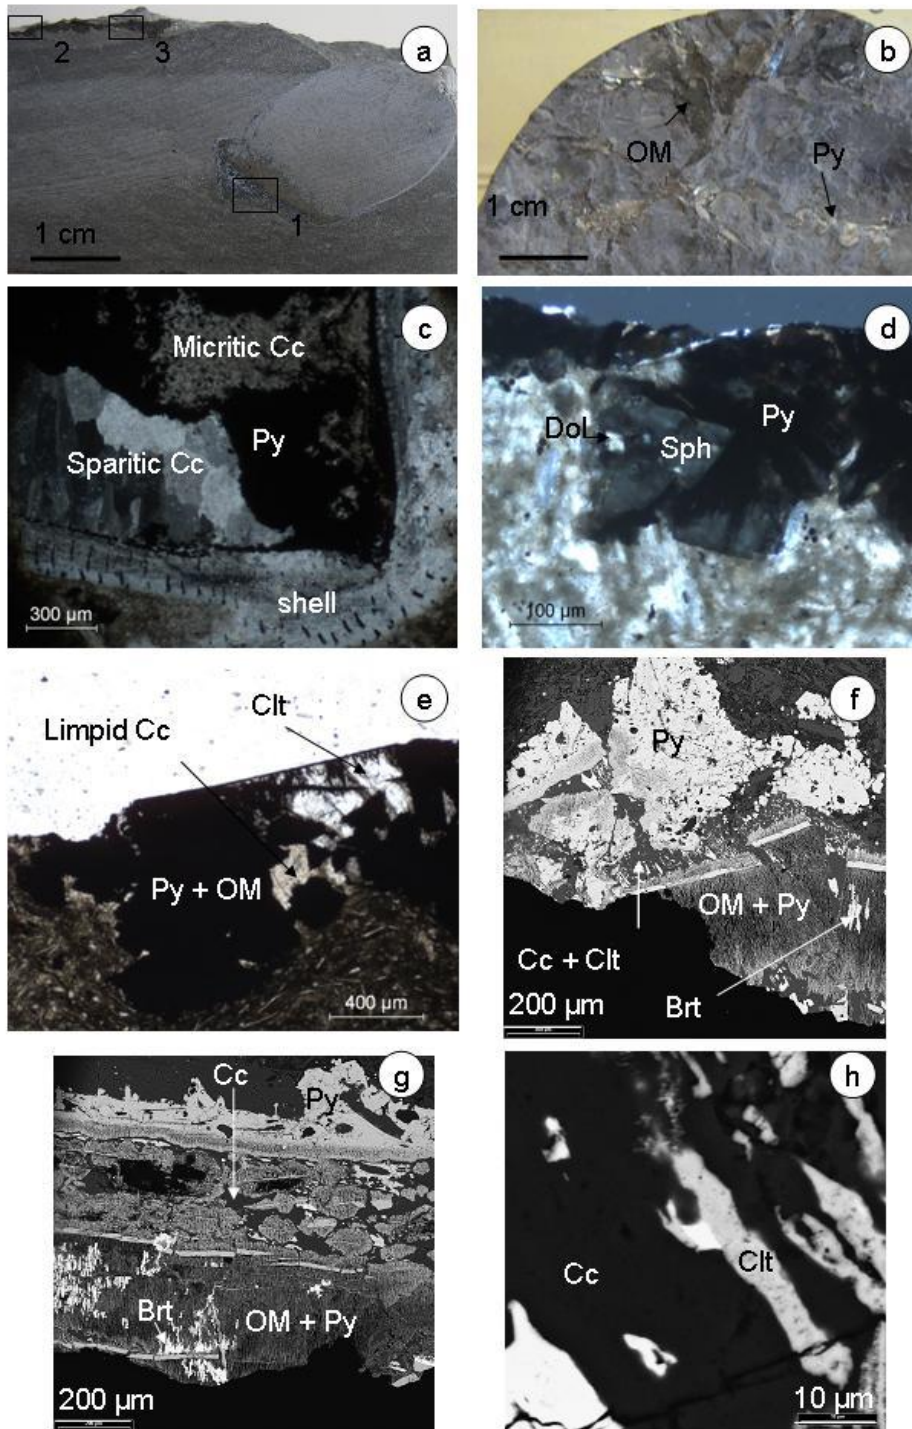 a
2
3
1
1 cm
b
OM
Py
1 cm
c
Micritic Cc
Py
Sparitic Cc
shell
300 µm
d
Dol
Py
Sph
100 µm
e
Clt
Limpid Cc
Py + OM
400 µm
f
Py
OM + Py
Cc + Clt
Brt
200 µm
g
Cc
Py
Brt
OM + Py
200 µm
h
Cc
Clt
10 µm